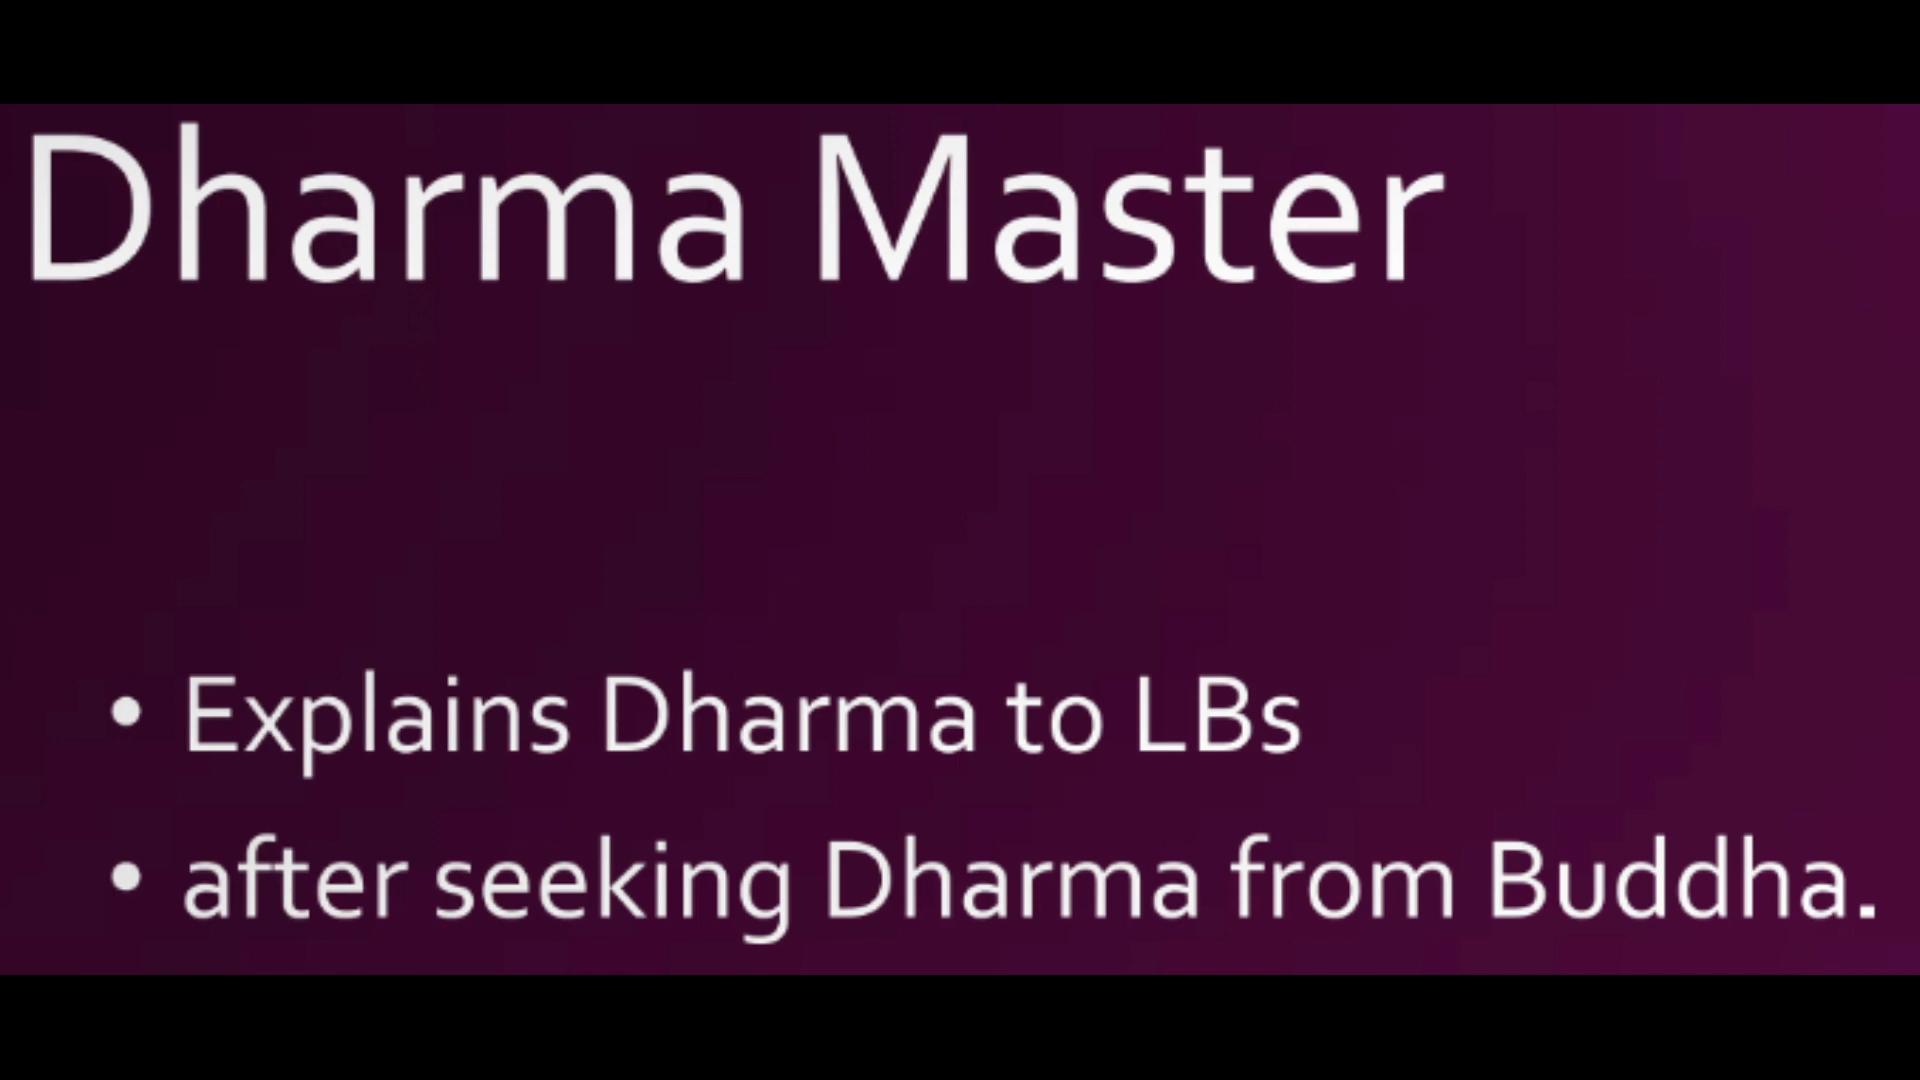 Dharma Master
• Explains Dharma to LBs
• after seeking Dharma from Buddha.